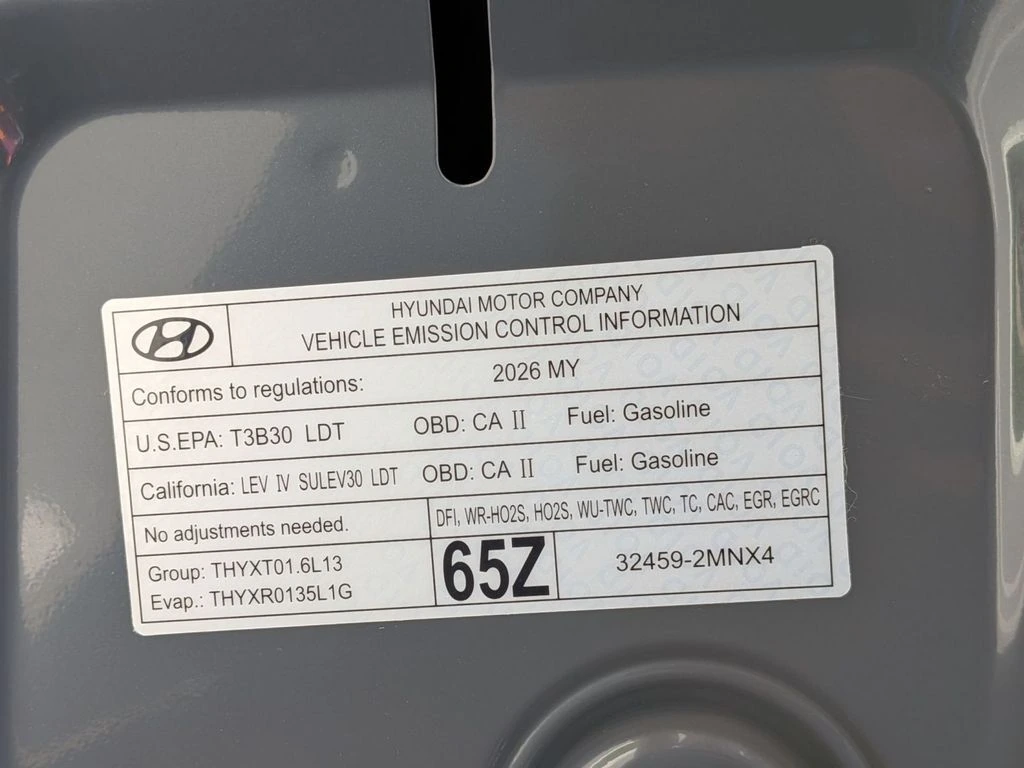 HYUNDAI MOTOR COMPANY
VEHICLE EMISSION CONTROL INFORMATION
Conforms to regulations: 2026 MY
U.S.EPA: T3B30 LDT OBD: CA II Fuel: Gasoline
California: LEV IV SULEV30 LDT OBD: CA II Fuel: Gasoline
No adjustments needed. DFI, WR-HO2S, HO2S, WU-TWC, TWC, TC, CAC, EGR, EGRC
Group: THYXT01.6L13
Evap.: THYXR0135L1G
65Z
32459-2MNX4